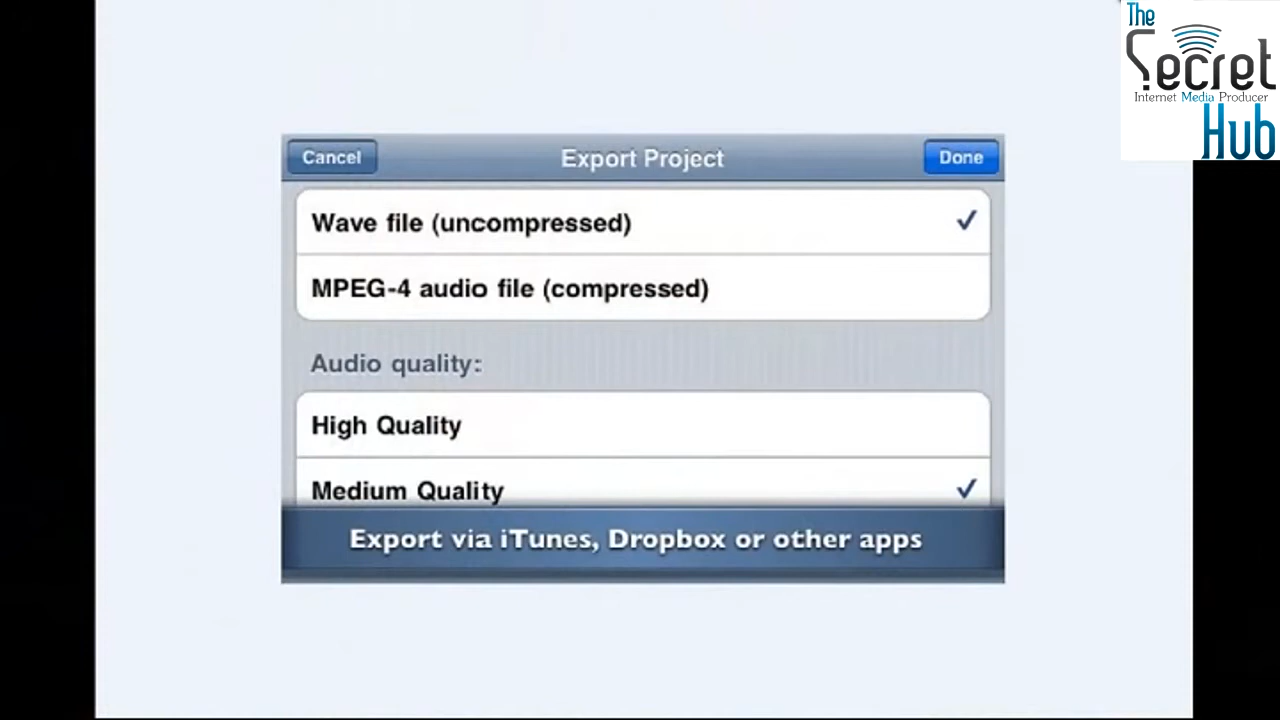 The
Secret
Internet Media Producer
Hub
Cancel
Export Project
Done
Wave file (uncompressed)
MPEG-4 audio file (compressed)
Audio quality:
High Quality
Medium Quality
Export via iTunes, Dropbox or other apps